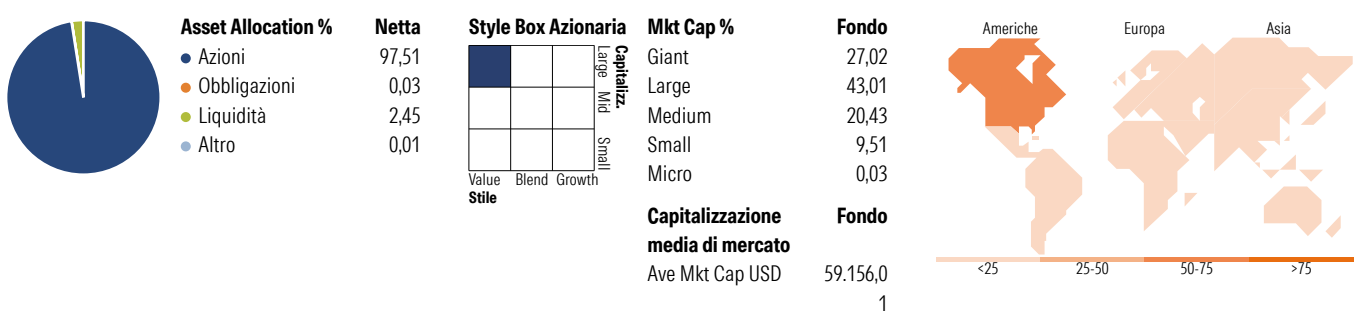 Asset Allocation % Netta
Azioni 97,51
Obbligazioni 0,03
Liquidità 2,45
Altro 0,01
Style Box Azionaria
Capitalizz.
Large Mid Small
Value Blend Growth
Stile
Mkt Cap % Fondo
Giant 27,02
Large 43,01
Medium 20,43
Small 9,51
Micro 0,03
Capitalizzazione Fondo
media di mercato
Ave Mkt Cap USD 59.156,0
1
Americhe Europa Asia
<25 25-50 50-75 >75